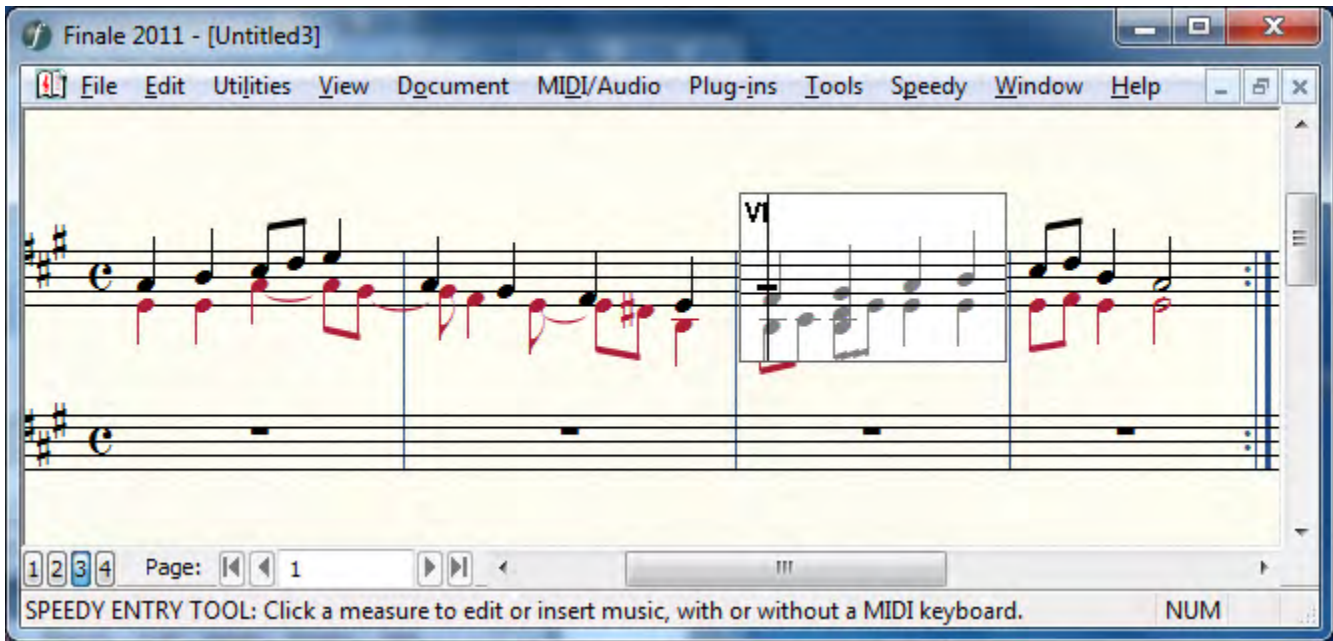 Finale 2011 - [Untitled3]
File Edit Utilities View Document MIDI/Audio Plug-ins Tools Speedy Window Help
V1
1 2 3 4 Page: 1
SPEEDY ENTRY TOOL: Click a measure to edit or insert music, with or without a MIDI keyboard. NUM